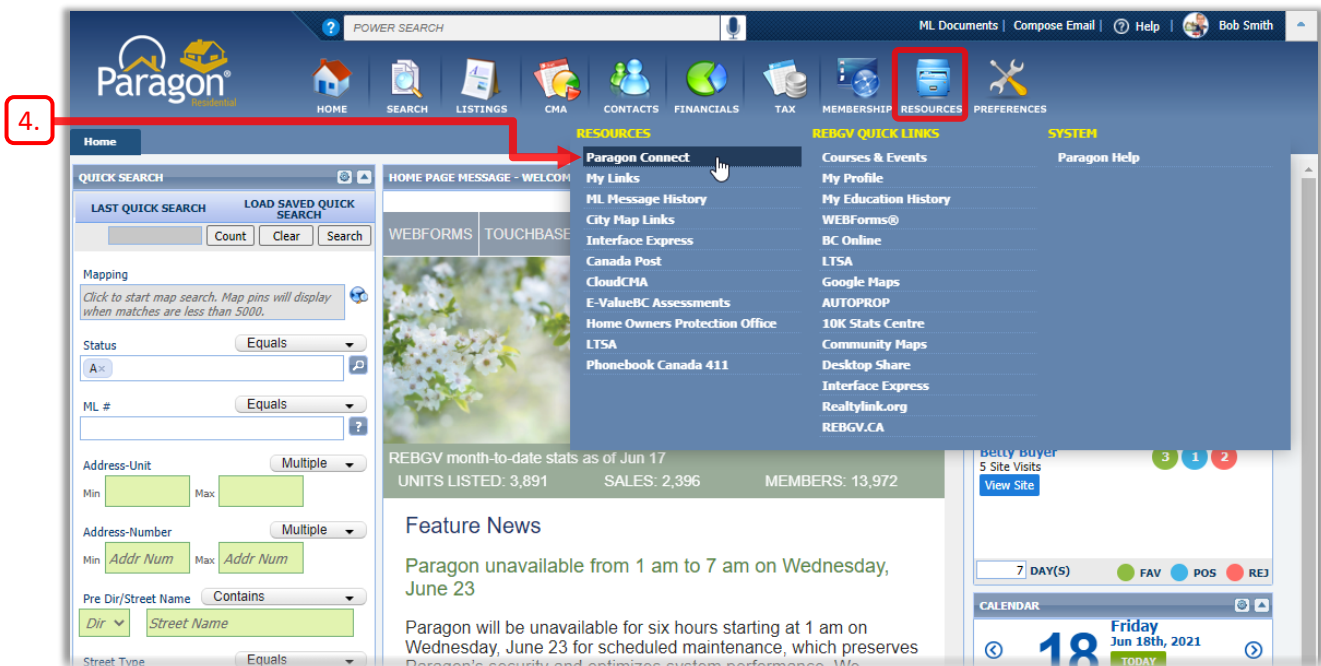 POWER SEARCH
ML Documents | Compose Email | ? Help | Bob Smith
Paragon®
Residential
HOME
SEARCH
LISTINGS
CMA
CONTACTS
FINANCIALS
TAX
MEMBERSHIP
RESOURCES
PREFERENCES
4.
Home
RESOURCES
Paragon Connect
My Links
ML Message History
City Map Links
Interface Express
Canada Post
CloudCMA
E-ValueBC Assessments
Home Owners Protection Office
LTSA
Phonebook Canada 411
REBGV QUICK LINKS
Courses & Events
My Profile
My Education History
WEBForms®
BC Online
LTSA
Google Maps
AUTOPROP
10K Stats Centre
Community Maps
Desktop Share
Interface Express
Realtylink.org
REBGV.CA
SYSTEM
Paragon Help
QUICK SEARCH
LAST QUICK SEARCH
LOAD SAVED QUICK
SEARCH
Count Clear Search
Mapping
Click to start map search. Map pins will display
when matches are less than 5000.
Status Equals
A×
ML # Equals
?
Address-Unit Multiple
Min Max
Address-Number Multiple
Min Addr Num Max Addr Num
Pre Dir/Street Name Contains
Dir Street Name
Street Type Equals
HOME PAGE MESSAGE - WELCOM
WEBFORMS TOUCHBASE
REBGV month-to-date stats as of Jun 17
UNITS LISTED: 3,891 SALES: 2,396 MEMBERS: 13,972
Feature News
Paragon unavailable from 1 am to 7 am on Wednesday,
June 23
Paragon will be unavailable for six hours starting at 1 am on
Wednesday, June 23 for scheduled maintenance, which preserves
Paragon's security and optimizes system performance. We
Betty Buyer
5 Site Visits
3 1 2
View Site
7 DAY(S) FAV POS REJ
CALENDAR
18
Friday
Jun 18th, 2021
TODAY